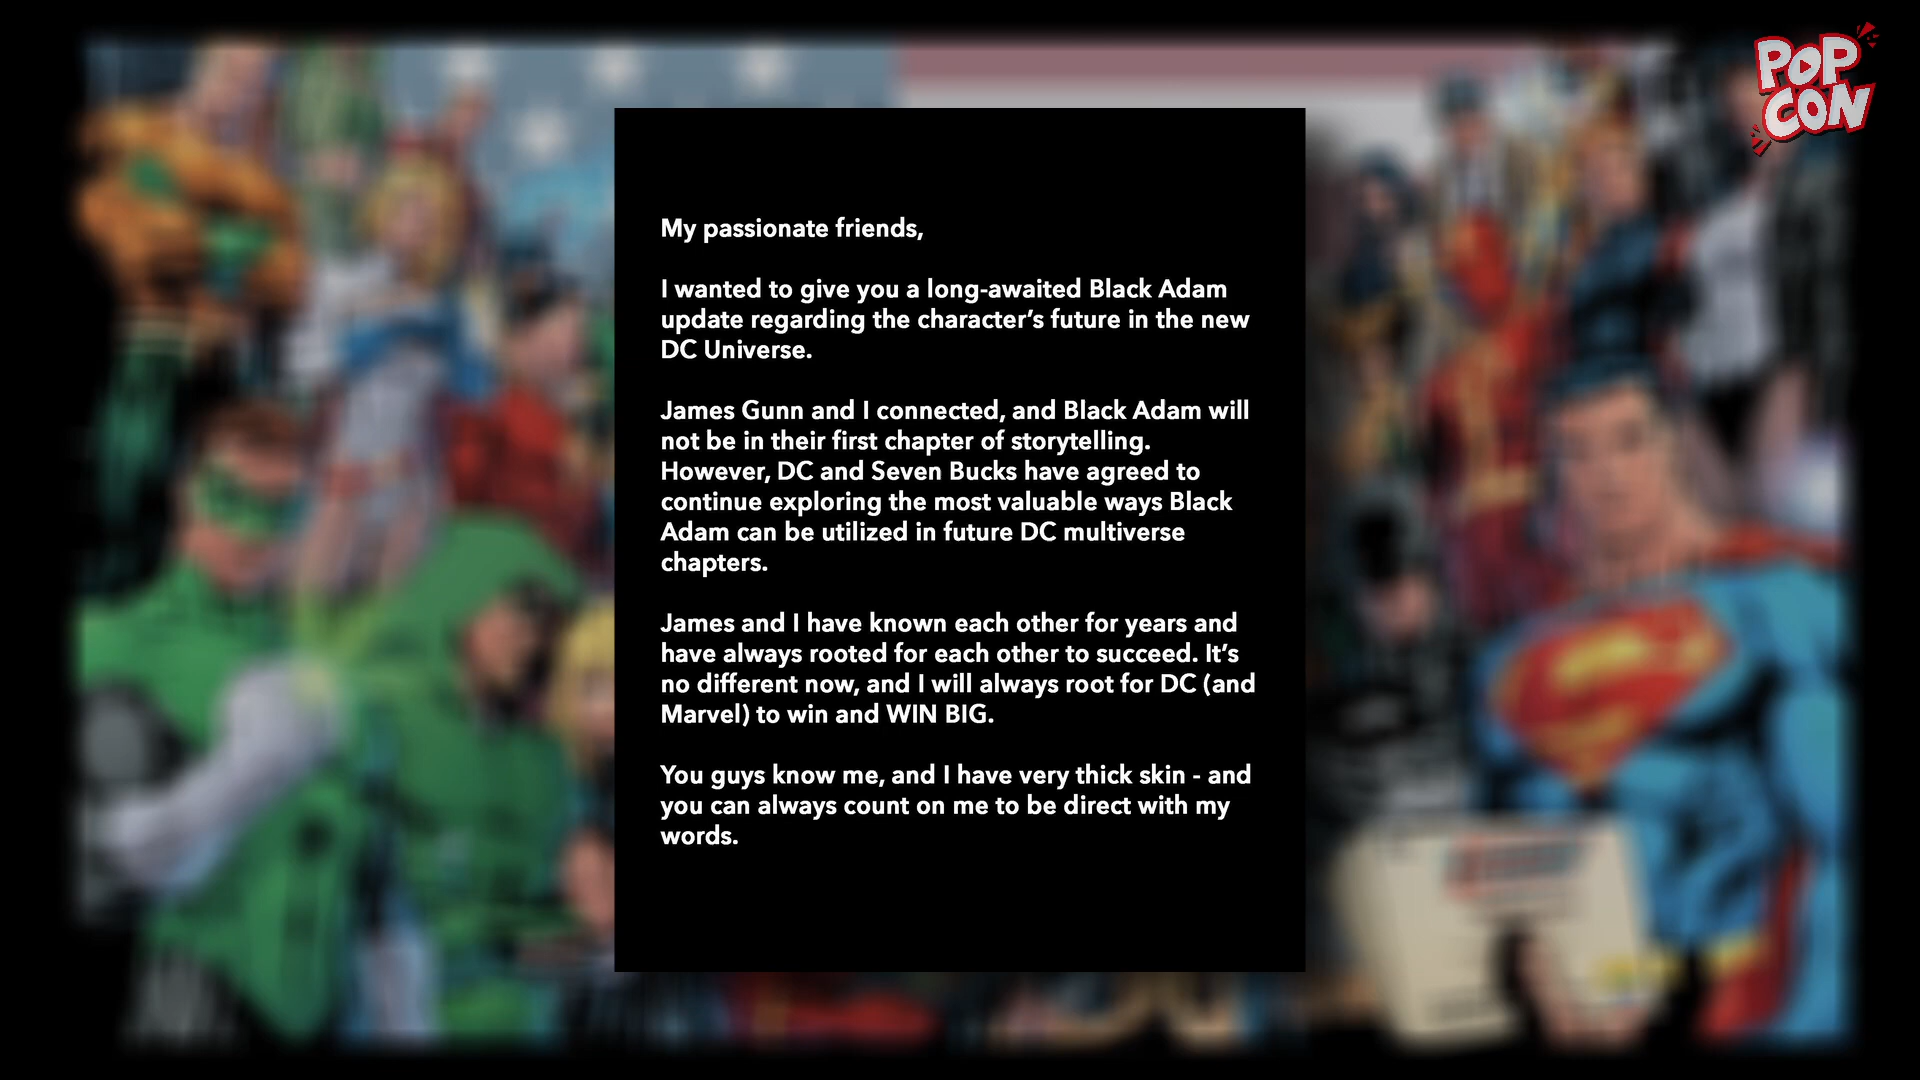 POP
CON
My passionate friends,
I wanted to give you a long-awaited Black Adam
update regarding the character’s future in the new
DC Universe.
James Gunn and I connected, and Black Adam will
not be in their first chapter of storytelling.
However, DC and Seven Bucks have agreed to
continue exploring the most valuable ways Black
Adam can be utilized in future DC multiverse
chapters.
James and I have known each other for years and
have always rooted for each other to succeed. It’s
no different now, and I will always root for DC (and
Marvel) to win and WIN BIG.
You guys know me, and I have very thick skin - and
you can always count on me to be direct with my
words.